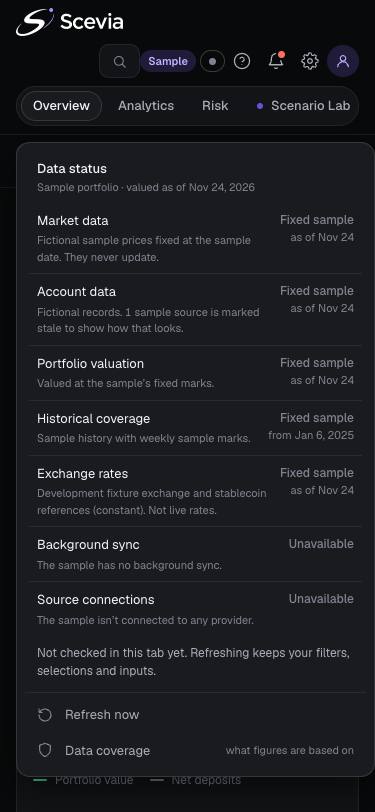 Scevia
Sample
Overview Analytics Risk Scenario Lab
Data status
Sample portfolio · valued as of Nov 24, 2026
Market data Fixed sample
Fictional sample prices fixed at the sample as of Nov 24
date. They never update.
Account data Fixed sample
Fictional records. 1 sample source is marked as of Nov 24
stale to show how that looks.
Portfolio valuation Fixed sample
Valued at the sample's fixed marks. as of Nov 24
Historical coverage Fixed sample
Sample history with weekly sample marks. from Jan 6, 2025
Exchange rates Fixed sample
Development fixture exchange and stablecoin as of Nov 24
references (constant). Not live rates.
Background sync Unavailable
The sample has no background sync.
Source connections Unavailable
The sample isn't connected to any provider.
Not checked in this tab yet. Refreshing keeps your filters,
selections and inputs.
Refresh now
Data coverage what figures are based on
Portfolio value Net deposits